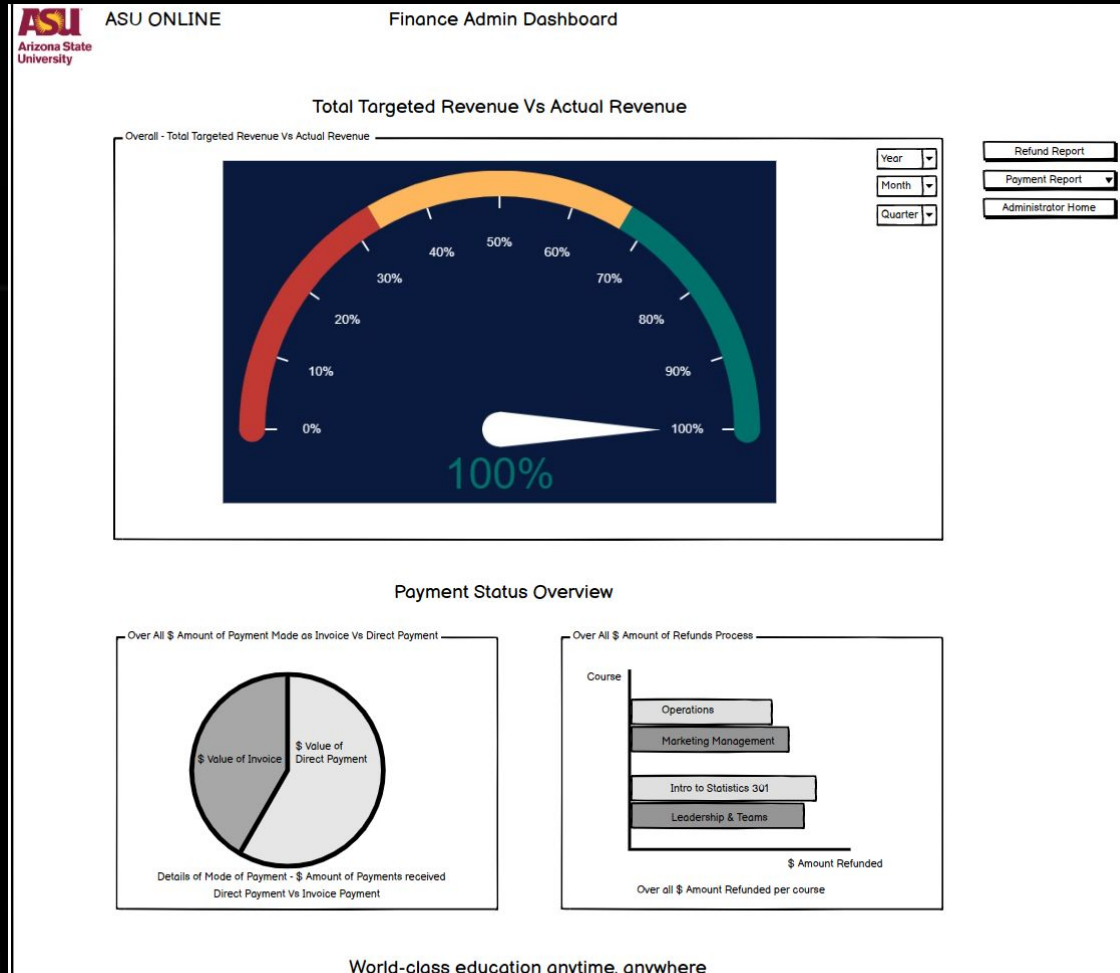 ASU
Arizona State
University
ASU ONLINE
Finance Admin Dashboard
Total Targeted Revenue Vs Actual Revenue
Overall - Total Targeted Revenue Vs Actual Revenue
Year
Month
Quarter
Refund Report
Payment Report
Administrator Home
0%
10%
20%
30%
40%
50%
60%
70%
80%
90%
100%
100%
Payment Status Overview
Over All $ Amount of Payment Made as Invoice Vs Direct Payment
$ Value of Invoice
$ Value of
Direct Payment
Details of Mode of Payment - $ Amount of Payments received
Direct Payment Vs Invoice Payment
Over All $ Amount of Refunds Process
Course
Operations
Marketing Management
Intro to Statistics 301
Leadership & Teams
$ Amount Refunded
Over all $ Amount Refunded per course
World-class education anytime, anywhere